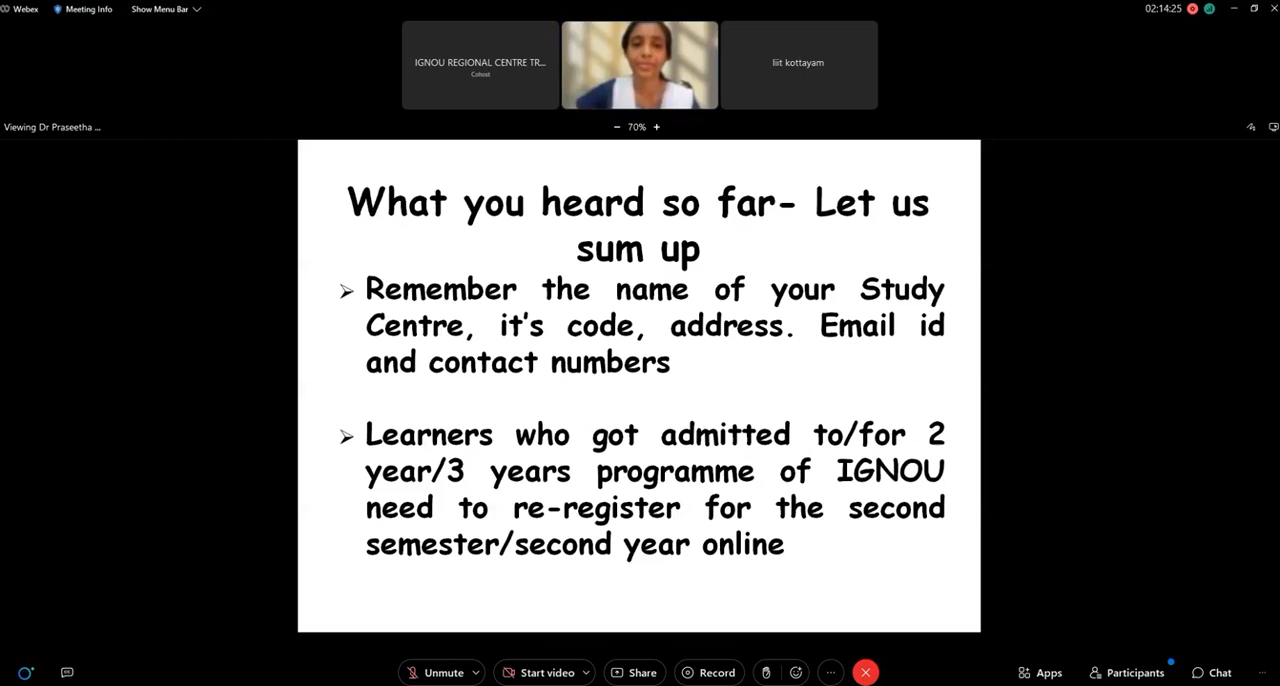 Webex
Meeting Info
Show Menu Bar
02:14:25
IGNOU REGIONAL CENTRE TR...
Cohost
liit kottayam
Viewing Dr Praseetha ...
70%
What you heard so far- Let us
sum up
Remember the name of your Study
Centre, it's code, address. Email id
and contact numbers
Learners who got admitted to/for 2
year/3 years programme of IGNOU
need to re-register for the second
semester/second year online
Unmute
Start video
Share
Record
Apps
Participants
Chat